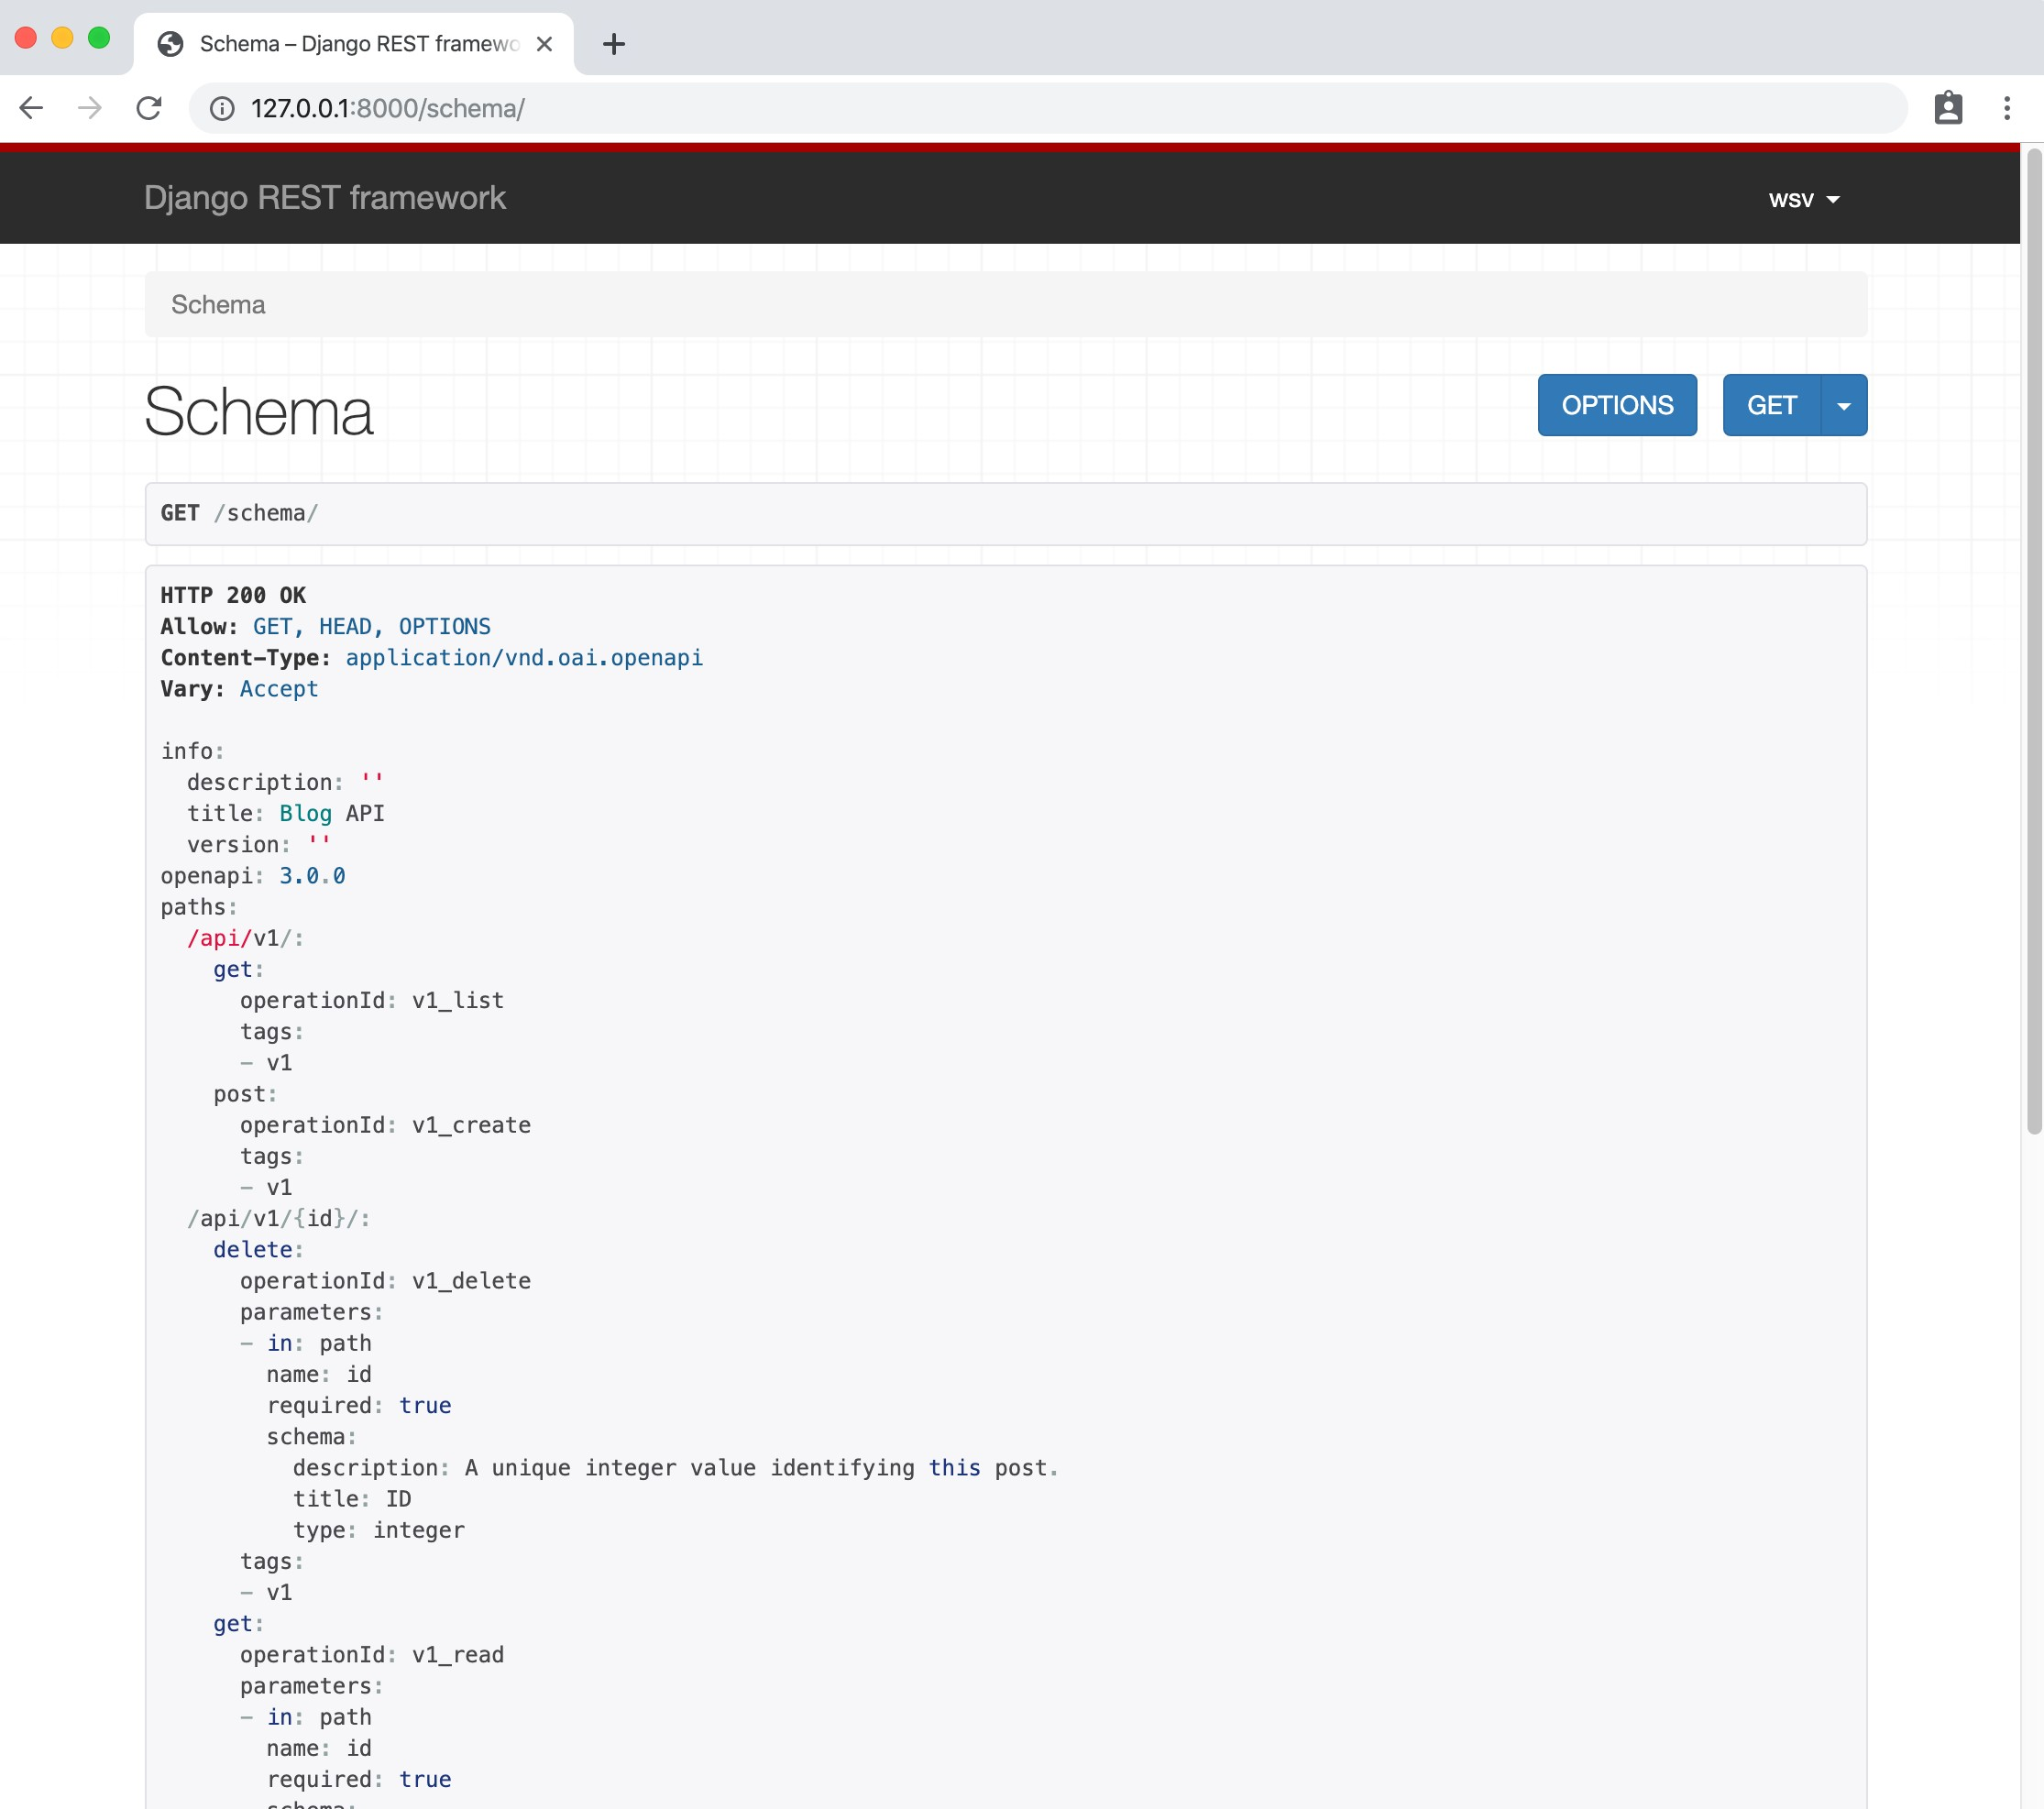 Schema – Django REST framewo
127.0.0.1:8000/schema/
Django REST framework
wsv
Schema
Schema
OPTIONS
GET
GET /schema/
HTTP 200 OK
Allow: GET, HEAD, OPTIONS
Content-Type: application/vnd.oai.openapi
Vary: Accept
info:
  description: ''
  title: Blog API
  version: ''
openapi: 3.0.0
paths:
  /api/v1/:
    get:
      operationId: v1_list
      tags:
      - v1
    post:
      operationId: v1_create
      tags:
      - v1
  /api/v1/{id}/:
    delete:
      operationId: v1_delete
      parameters:
      - in: path
        name: id
        required: true
        schema:
          description: A unique integer value identifying this post.
          title: ID
          type: integer
      tags:
      - v1
    get:
      operationId: v1_read
      parameters:
      - in: path
        name: id
        required: true
        schema: